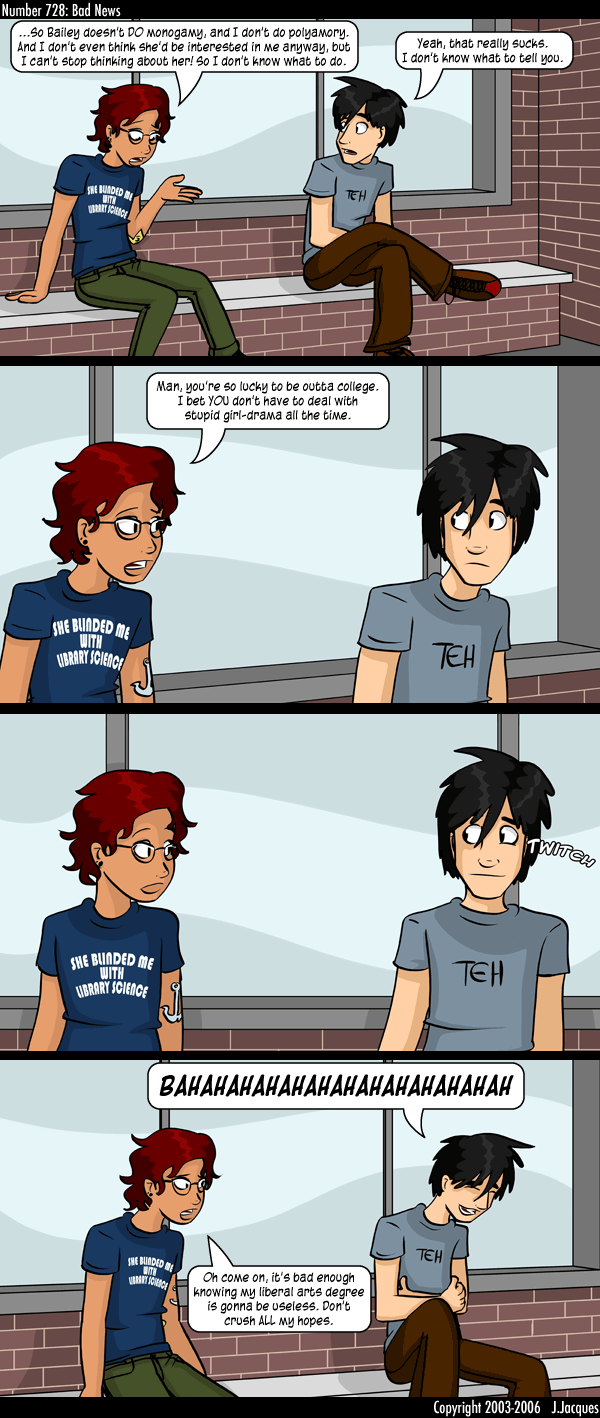 Number 728: Bad News
...So Bailey doesn't DO monogamy, and I don't do polyamory.
And I don't even think she'd be interested in me anyway, but
I can't stop thinking about her! So I don't know what to do.
Yeah, that really sucks.
I don't know what to tell you.
SHE BLINDED ME
WITH
LIBRARY SCIENCE
TEH
Man, you're so lucky to be outta college.
I bet YOU don't have to deal with
stupid girl-drama all the time.
SHE BLINDED ME
WITH
LIBRARY SCIENCE
TEH
TWITCH
SHE BLINDED ME
WITH
LIBRARY SCIENCE
TEH
BAHAHAHAHAHAHAHAHAHAHAHAHAH
SHE BLINDED ME
WITH
LIBRARY SCIENCE
TEH
Oh come on, it's bad enough
knowing my liberal arts degree
is gonna be useless. Don't
crush ALL my hopes.
Copyright 2003-2006 J.Jacques